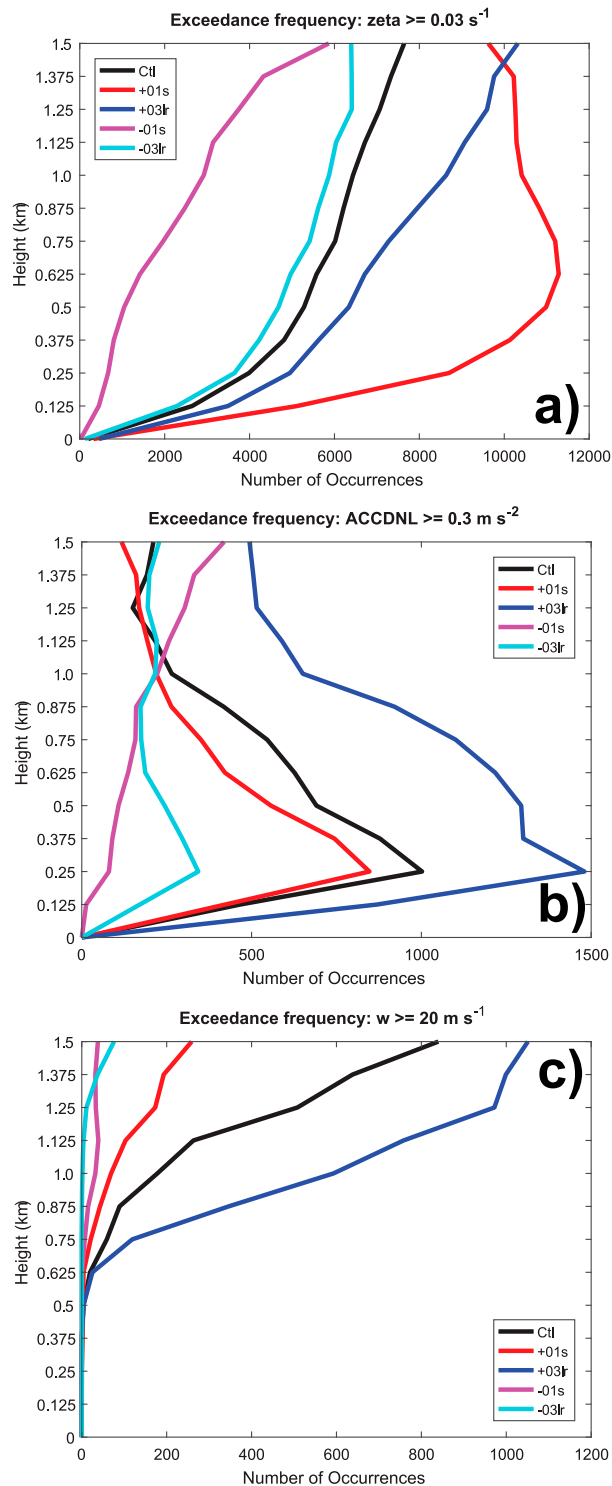 Exceedance frequency: zeta >= 0.03 s⁻¹
1.5
1.375
1.25
1.125
1.0
0.875
0.75
0.625
0.5
0.375
0.25
0.125
0
Height (km)
Ctl
+01s
+03lr
-01s
-03lr
a)
0 2000 4000 6000 8000 10000 12000
Number of Occurrences
Exceedance frequency: ACCDNL >= 0.3 m s⁻²
1.5
1.375
1.25
1.125
1.0
0.875
0.75
0.625
0.5
0.375
0.25
0.125
0
Height (km)
Ctl
+01s
+03lr
-01s
-03lr
b)
0 500 1000 1500
Number of Occurrences
Exceedance frequency: w >= 20 m s⁻¹
1.5
1.375
1.25
1.125
1.0
0.875
0.75
0.625
0.5
0.375
0.25
0.125
0
Height (km)
c)
Ctl
+01s
+03lr
-01s
-03lr
0 200 400 600 800 1000 1200
Number of Occurrences